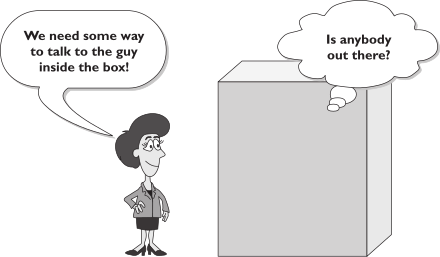 We need some way
to talk to the guy
inside the box!
Is anybody
out there?